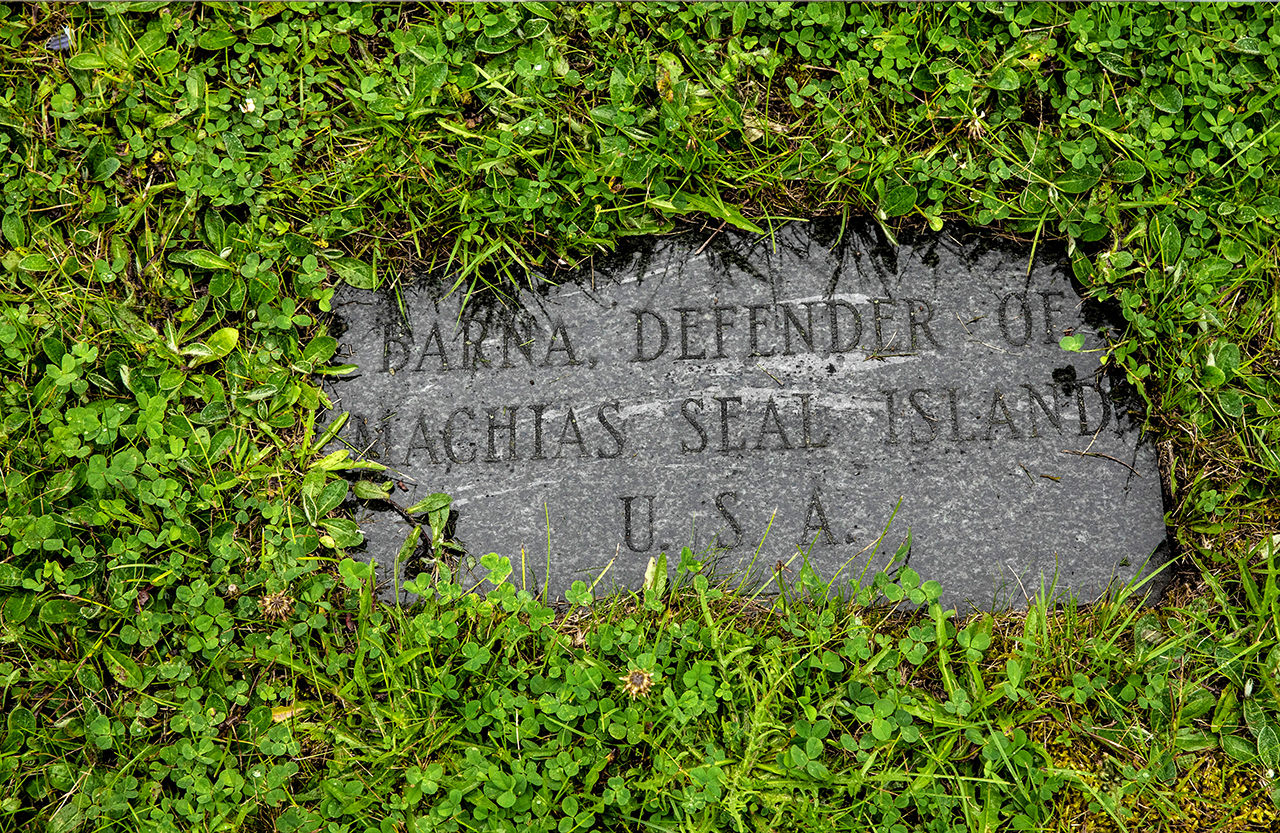 BARNA, DEFENDER OF
MACHIAS SEAL ISLAND,
U. S. A.